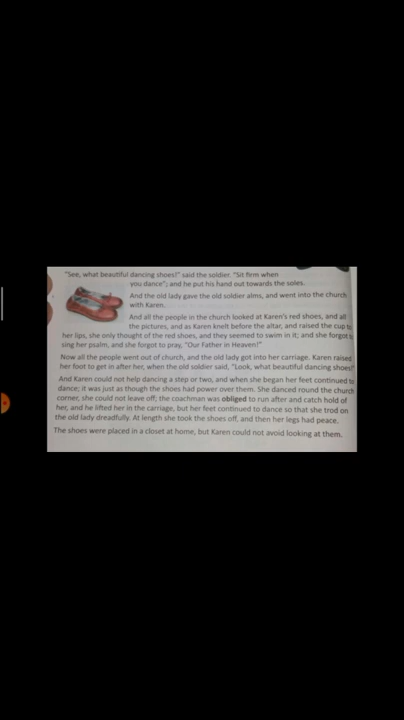 "See, what beautiful dancing shoes!" said the soldier. "Sit firm when
you dance"; and he put his hand out towards the soles.
And the old lady gave the old soldier alms, and went into the church
with Karen.
And all the people in the church looked at Karen's red shoes, and all
the pictures, and as Karen knelt before the altar, and raised the cup to
her lips, she only thought of the red shoes, and they seemed to swim in it; and she forgot
sing her psalm, and she forgot to pray, "Our Father in Heaven!"
Now all the people went out of church, and the old lady got into her carriage. Karen raised
her foot to get in after her, when the old soldier said, "Look, what beautiful dancing shoes!"
And Karen could not help dancing a step or two, and when she began her feet continued to
dance; it was just as though the shoes had power over them. She danced round the church
corner, she could not leave off; the coachman was obliged to run after and catch hold of
her, and he lifted her in the carriage, but her feet continued to dance so that she trod on
the old lady dreadfully. At length she took the shoes off, and then her legs had peace.
The shoes were placed in a closet at home, but Karen could not avoid looking at them.